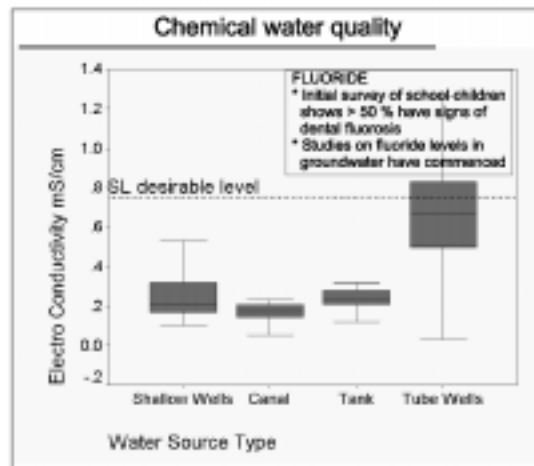 Chemical water quality
1.4
1.2
1.0
.8
.6
.4
.2
0.0
-.2
Electro Conductivity mS/cm
SL desirable level
FLUORIDE
* Initial survey of school-children
shows > 50 % have signs of
dental fluorosis
* Studies on fluoride levels in
groundwater have commenced
Shallow Wells Canal Tank Tube Wells
Water Source Type